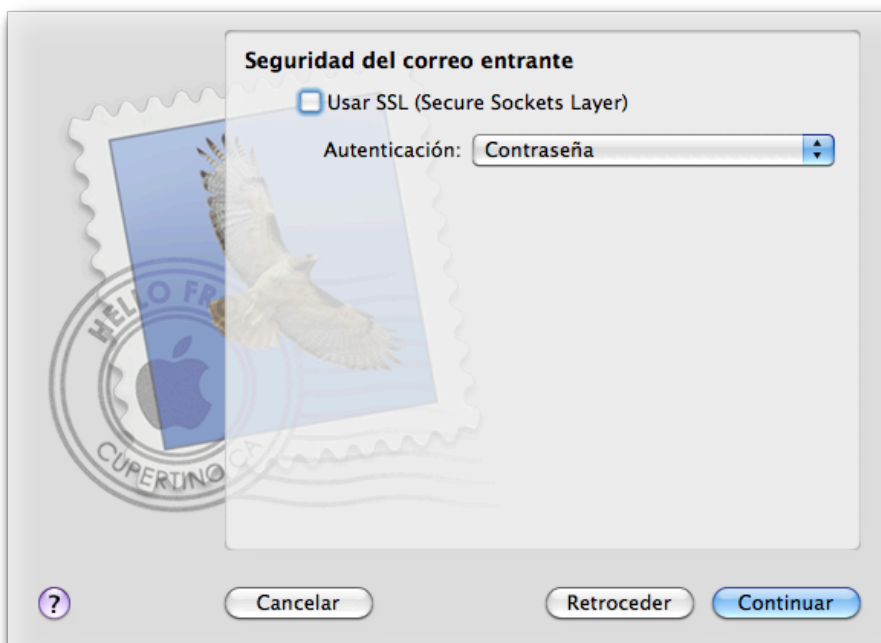 Seguridad del correo entrante
Usar SSL (Secure Sockets Layer)
Autenticación: Contraseña
HELLO FR
CUPERTINO CA
? Cancelar Retroceder Continuar